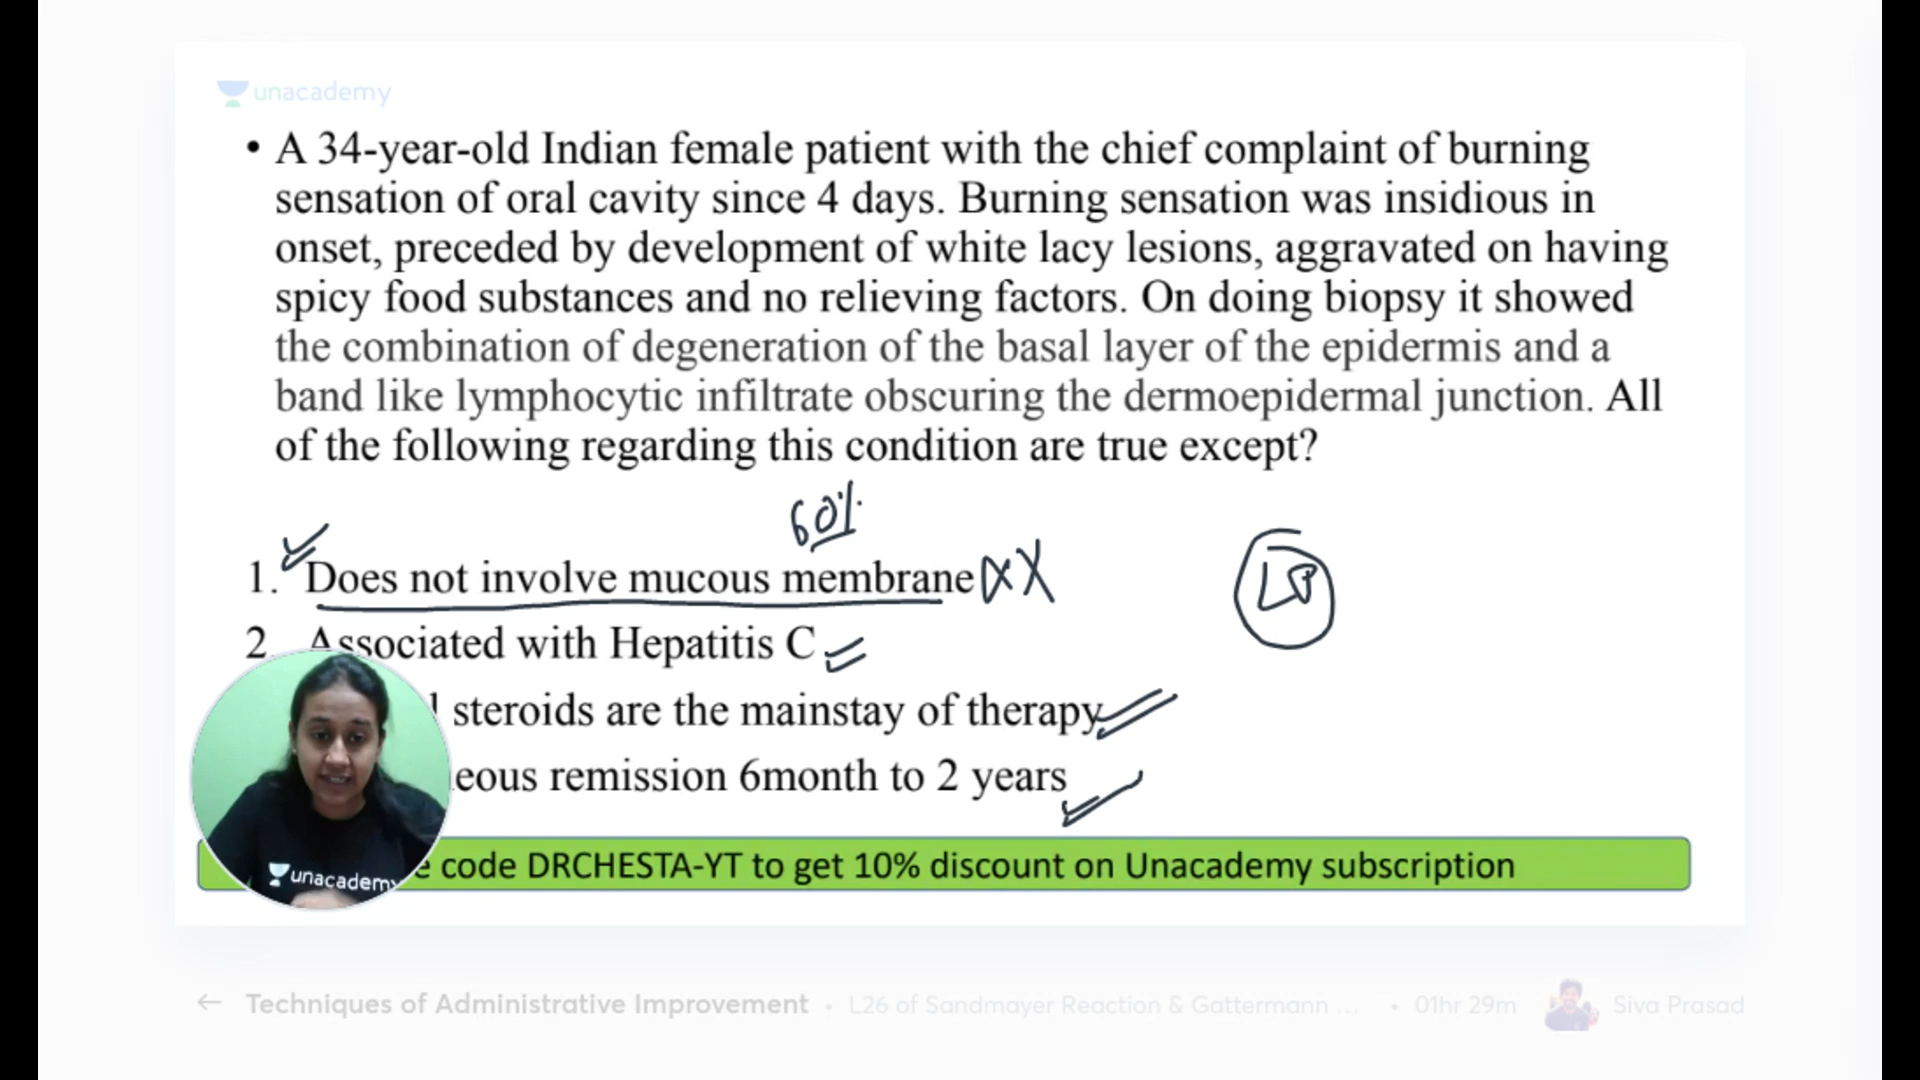 unacademy
• A 34-year-old Indian female patient with the chief complaint of burning
sensation of oral cavity since 4 days. Burning sensation was insidious in
onset, preceded by development of white lacy lesions, aggravated on having
spicy food substances and no relieving factors. On doing biopsy it showed
the combination of degeneration of the basal layer of the epidermis and a
band like lymphocytic infiltrate obscuring the dermoepidermal junction. All
of the following regarding this condition are true except?
60%
1. Does not involve mucous membrane
LP
2. Associated with Hepatitis C
steroids are the mainstay of therapy
eous remission 6month to 2 years
unacademy
e code DRCHESTA-YT to get 10% discount on Unacademy subscription
← Techniques of Administrative Improvement • L26 of Sandmayer Reaction & Gattermann ... • 01hr 29m Siva Prasad